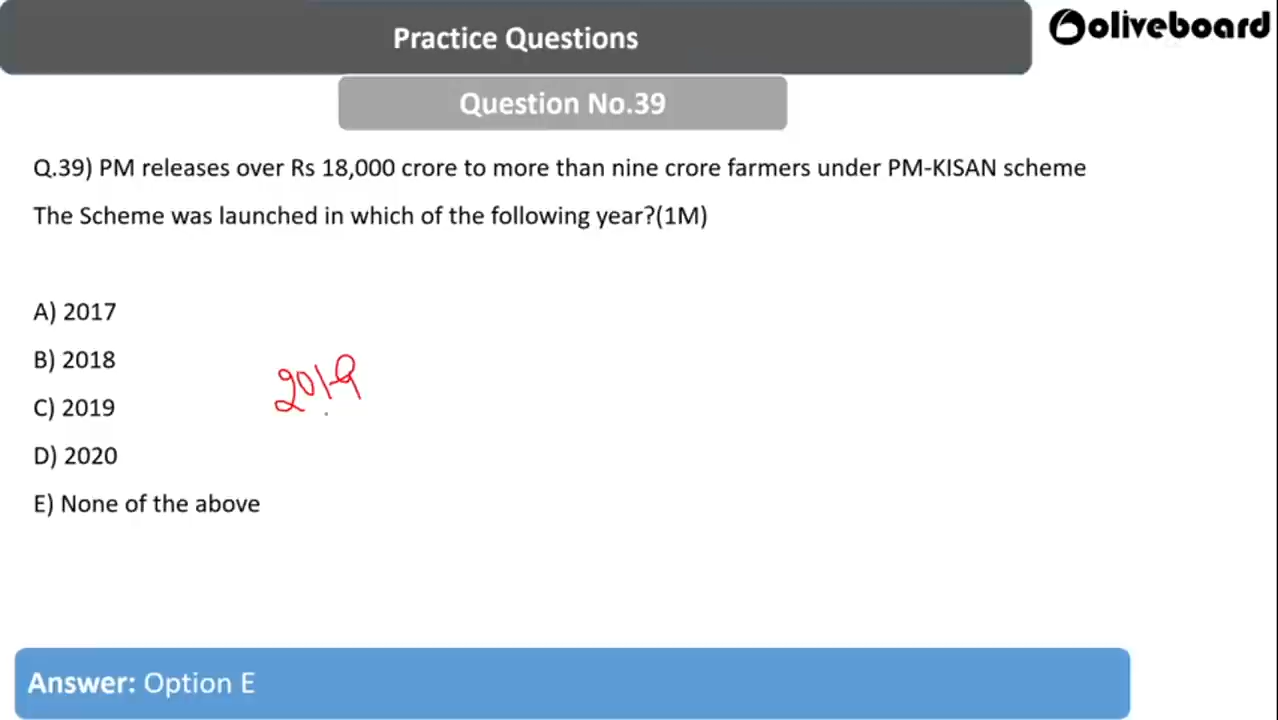 Practice Questions
oliveboard
Question No.39
Q.39) PM releases over Rs 18,000 crore to more than nine crore farmers under PM-KISAN scheme
The Scheme was launched in which of the following year?(1M)
A) 2017
B) 2018
2019
C) 2019
D) 2020
E) None of the above
Answer: Option E